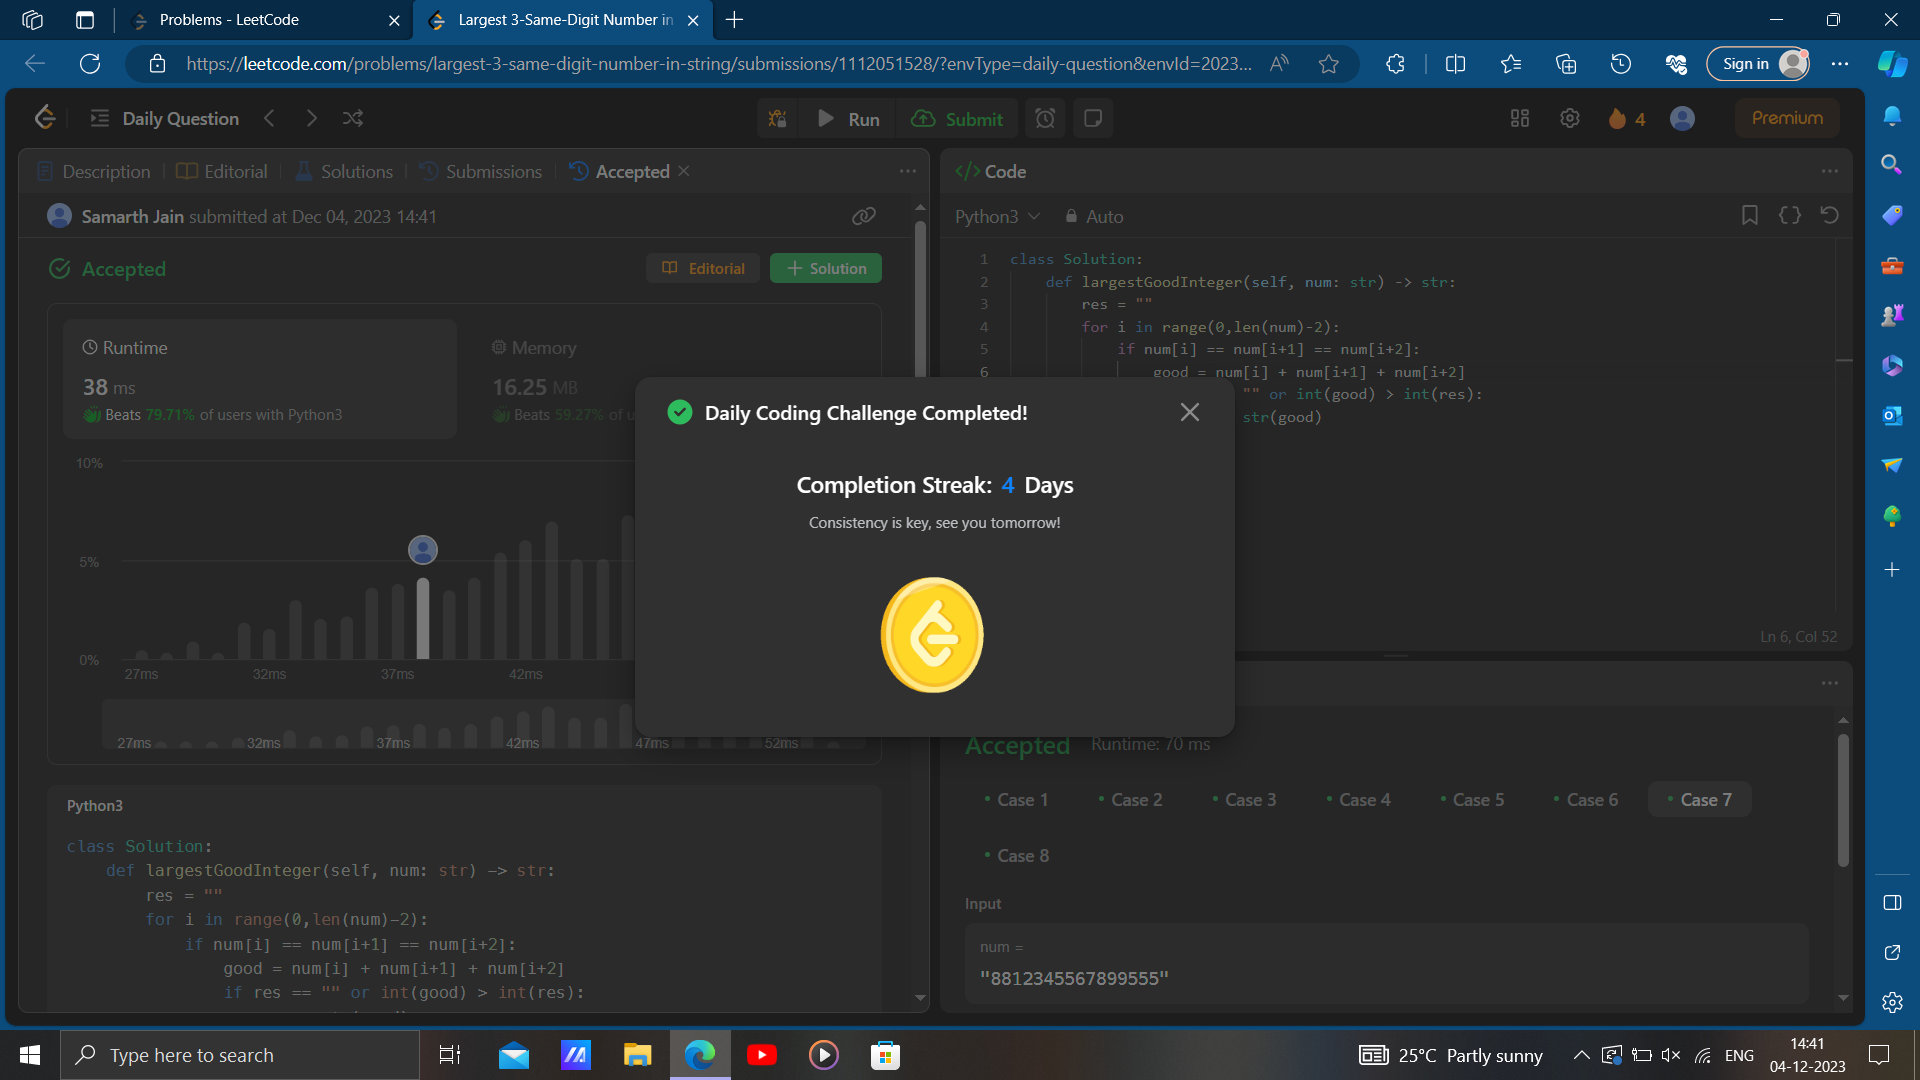 Problems - LeetCode
Largest 3-Same-Digit Number in
https://leetcode.com/problems/largest-3-same-digit-number-in-string/submissions/1112051528/?envType=daily-question&envId=2023...
Sign in
Daily Question
Run
Submit
4
Premium
Description
Editorial
Solutions
Submissions
Accepted
Samarth Jain submitted at Dec 04, 2023 14:41
Accepted
Editorial
+ Solution
Runtime
38 ms
Beats 79.71% of users with Python3
Memory
16.25 MB
Beats 59.27% of u
10%
5%
0%
27ms
32ms
37ms
42ms
27ms
32ms
37ms
42ms
47ms
52ms
Python3
class Solution:
def largestGoodInteger(self, num: str) -> str:
res = ""
for i in range(0,len(num)-2):
if num[i] == num[i+1] == num[i+2]:
good = num[i] + num[i+1] + num[i+2]
if res == "" or int(good) > int(res):
Daily Coding Challenge Completed!
Completion Streak: 4 Days
Consistency is key, see you tomorrow!
</> Code
Python3
Auto
1 class Solution:
2 def largestGoodInteger(self, num: str) -> str:
3 res = ""
4 for i in range(0,len(num)-2):
5 if num[i] == num[i+1] == num[i+2]:
6 good = num[i] + num[i+1] + num[i+2]
"" or int(good) > int(res):
str(good)
Ln 6, Col 52
Accepted
Runtime: 70 ms
Case 1
Case 2
Case 3
Case 4
Case 5
Case 6
Case 7
Case 8
Input
num =
"8812345567899555"
Type here to search
25°C Partly sunny
ENG
14:41
04-12-2023